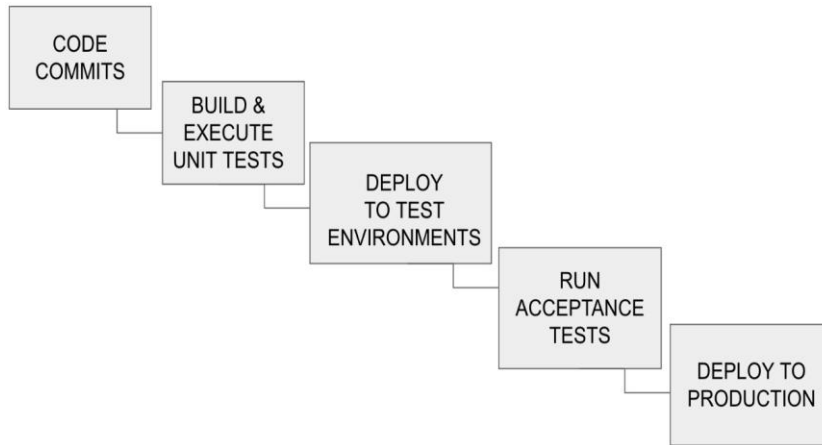 CODE
COMMITS
BUILD &
EXECUTE
UNIT TESTS
DEPLOY
TO TEST
ENVIRONMENTS
RUN
ACCEPTANCE
TESTS
DEPLOY TO
PRODUCTION